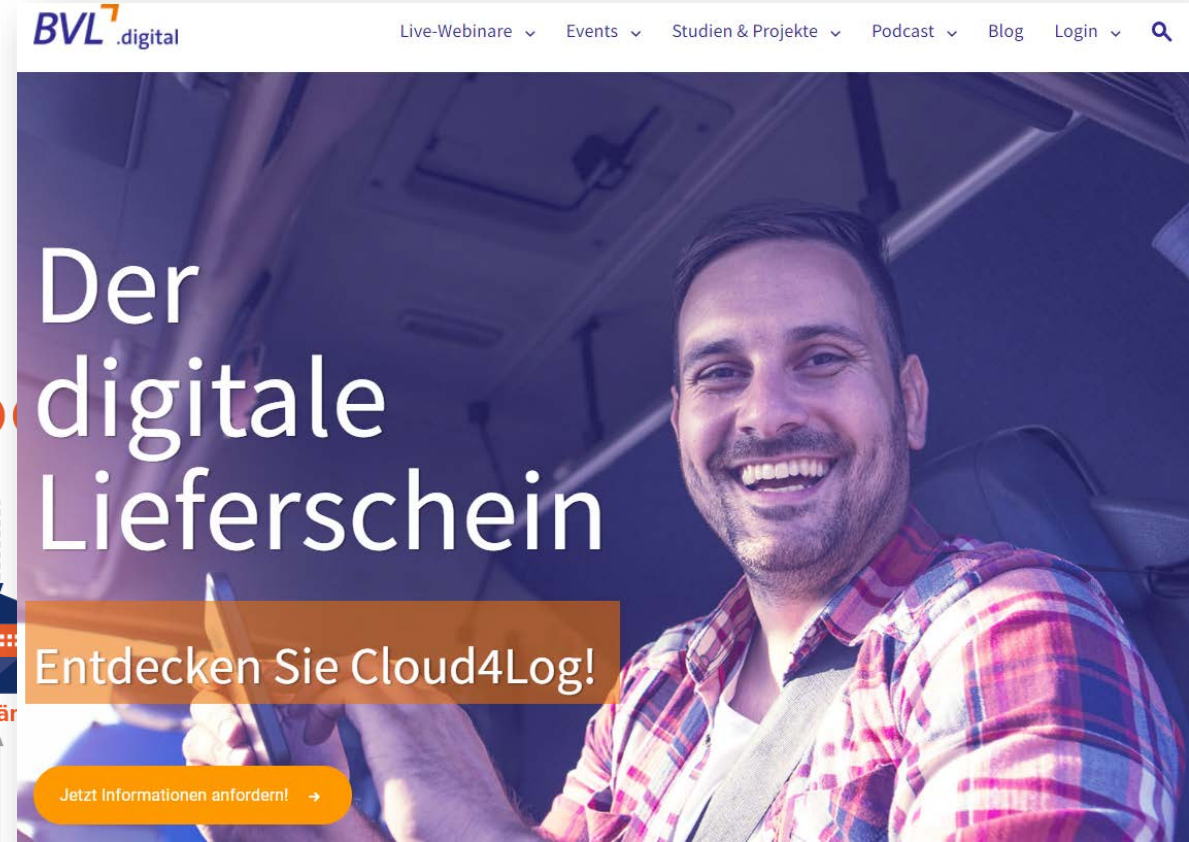 BVL .digital
Live-Webinare Events Studien & Projekte Podcast Blog Login
Der
digitale
Lieferschein
Entdecken Sie Cloud4Log!
Jetzt Informationen anfordern! →